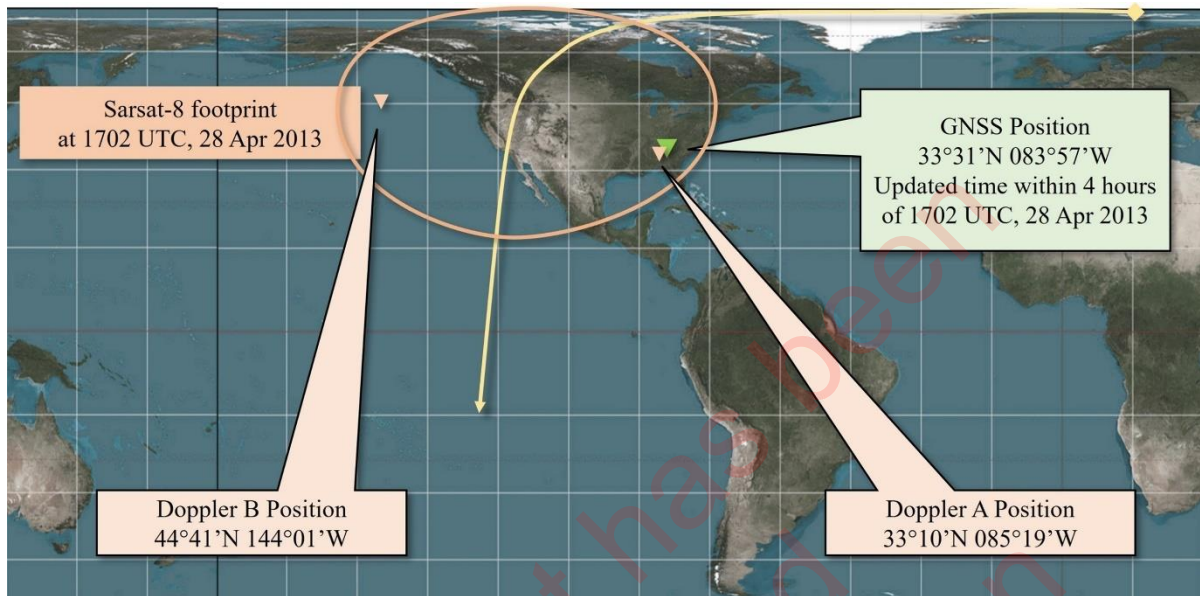 Sarsat-8 footprint
at 1702 UTC, 28 Apr 2013
GNSS Position
33°31’N 083°57’W
Updated time within 4 hours
of 1702 UTC, 28 Apr 2013
Doppler B Position
44°41’N 144°01’W
Doppler A Position
33°10’N 085°19’W
has been